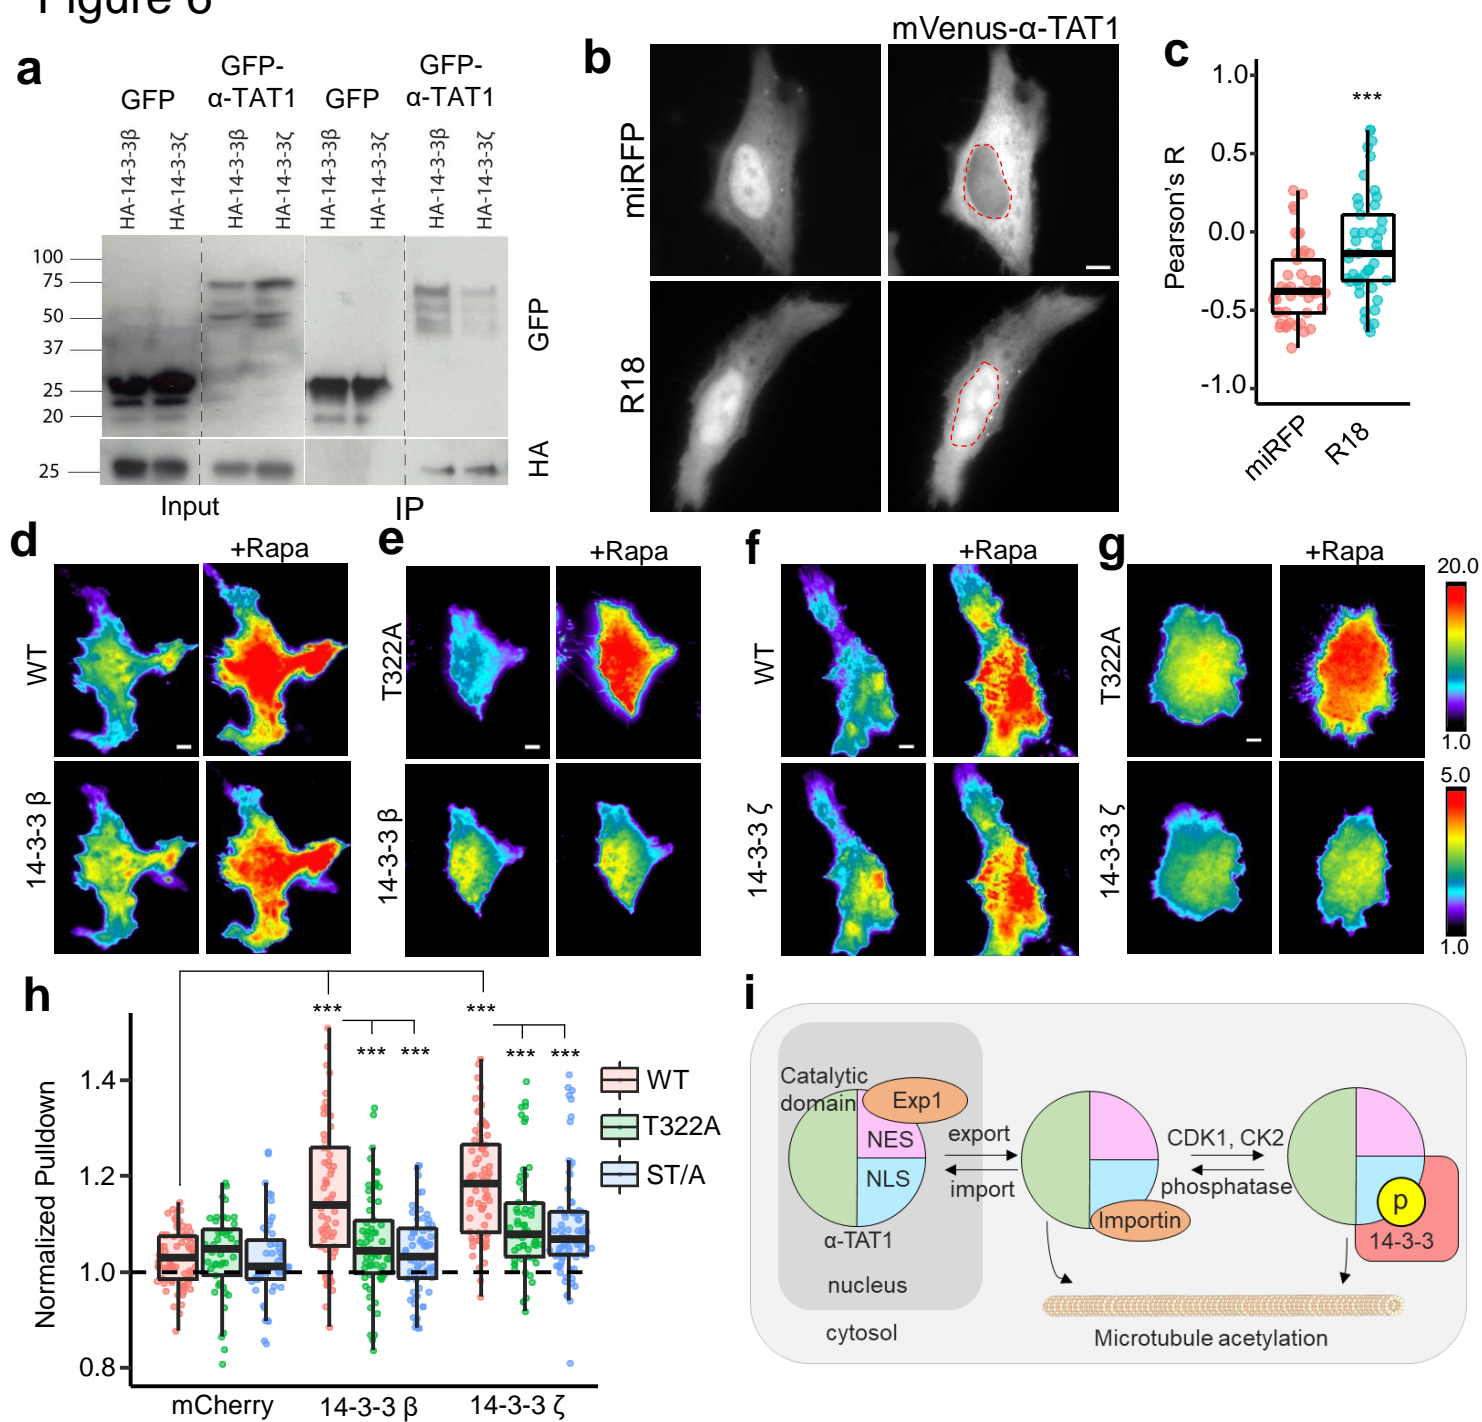 Figure 6
a
GFP
GFP-
α-TAT1
GFP
GFP-
α-TAT1
HA-14-3-3β
HA-14-3-3ζ
HA-14-3-3β
HA-14-3-3ζ
HA-14-3-3β
HA-14-3-3ζ
HA-14-3-3β
HA-14-3-3ζ
100
75
50
37
25
20
25
GFP
HA
Input
IP
b
mVenus-α-TAT1
miRFP
R18
c
Pearson's R
1.0
0.5
0.0
-0.5
-1.0
***
miRFP
R18
d
+Rapa
WT
14-3-3 β
e
+Rapa
T322A
14-3-3 β
f
+Rapa
WT
14-3-3 ζ
g
+Rapa
T322A
14-3-3 ζ
20.0
1.0
5.0
1.0
h
Normalized Pulldown
1.4
1.2
1.0
0.8
***
***
***
***
***
***
WT
T322A
ST/A
mCherry
14-3-3 β
14-3-3 ζ
i
Catalytic
domain
Exp1
NES
NLS
α-TAT1
nucleus
cytosol
export
import
Importin
CDK1, CK2
phosphatase
p
14-3-3
Microtubule acetylation